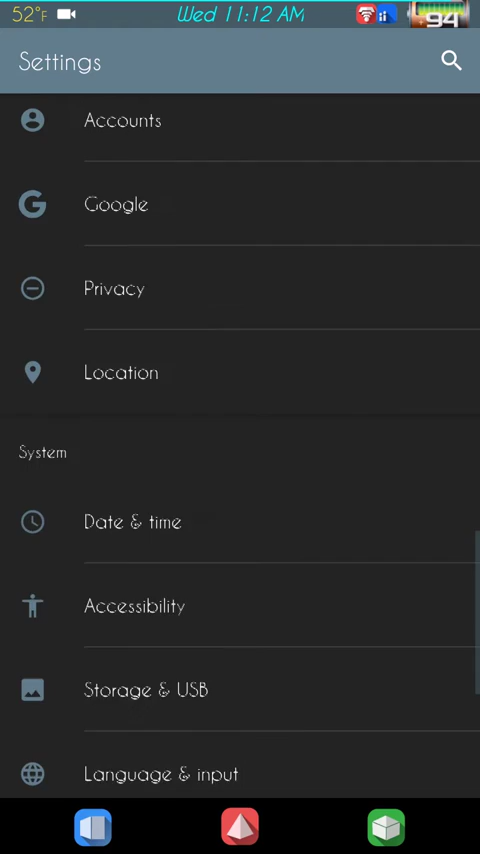 52°F Wed 11:12 AM 94
Settings
Accounts
Google
Privacy
Location
System
Date & time
Accessibility
Storage & USB
Language & input